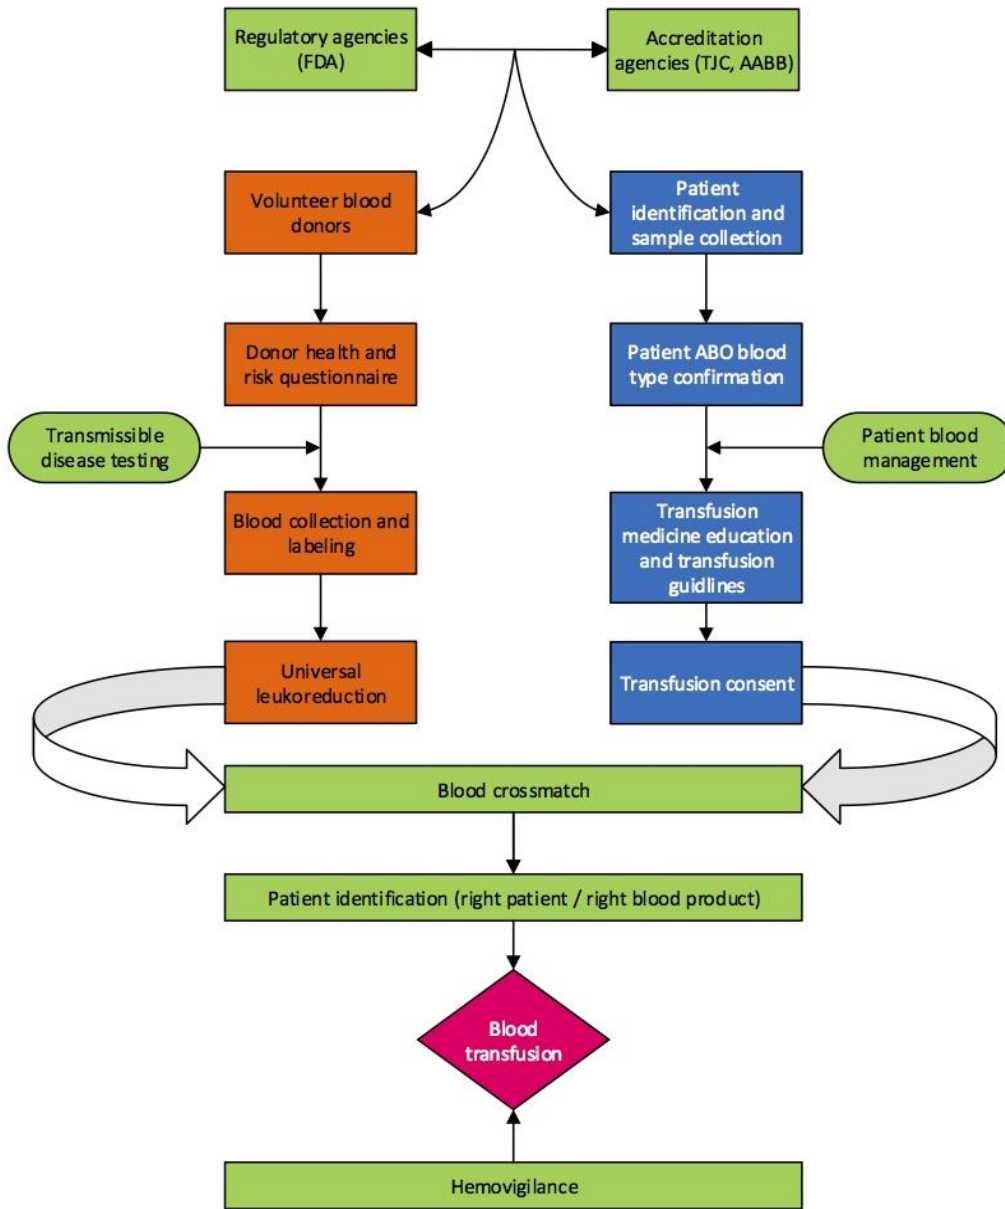 Regulatory agencies
(FDA)
Accreditation
agencies (TJC, AABB)
Volunteer blood
donors
Patient
identification and
sample collection
Donor health and
risk questionnaire
Patient ABO blood
type confirmation
Transmissible
disease testing
Patient blood
management
Blood collection and
labeling
Transfusion
medicine education
and transfusion
guidlines
Universal
leukoreduction
Transfusion consent
Blood crossmatch
Patient identification (right patient / right blood product)
Blood
transfusion
Hemovigilance